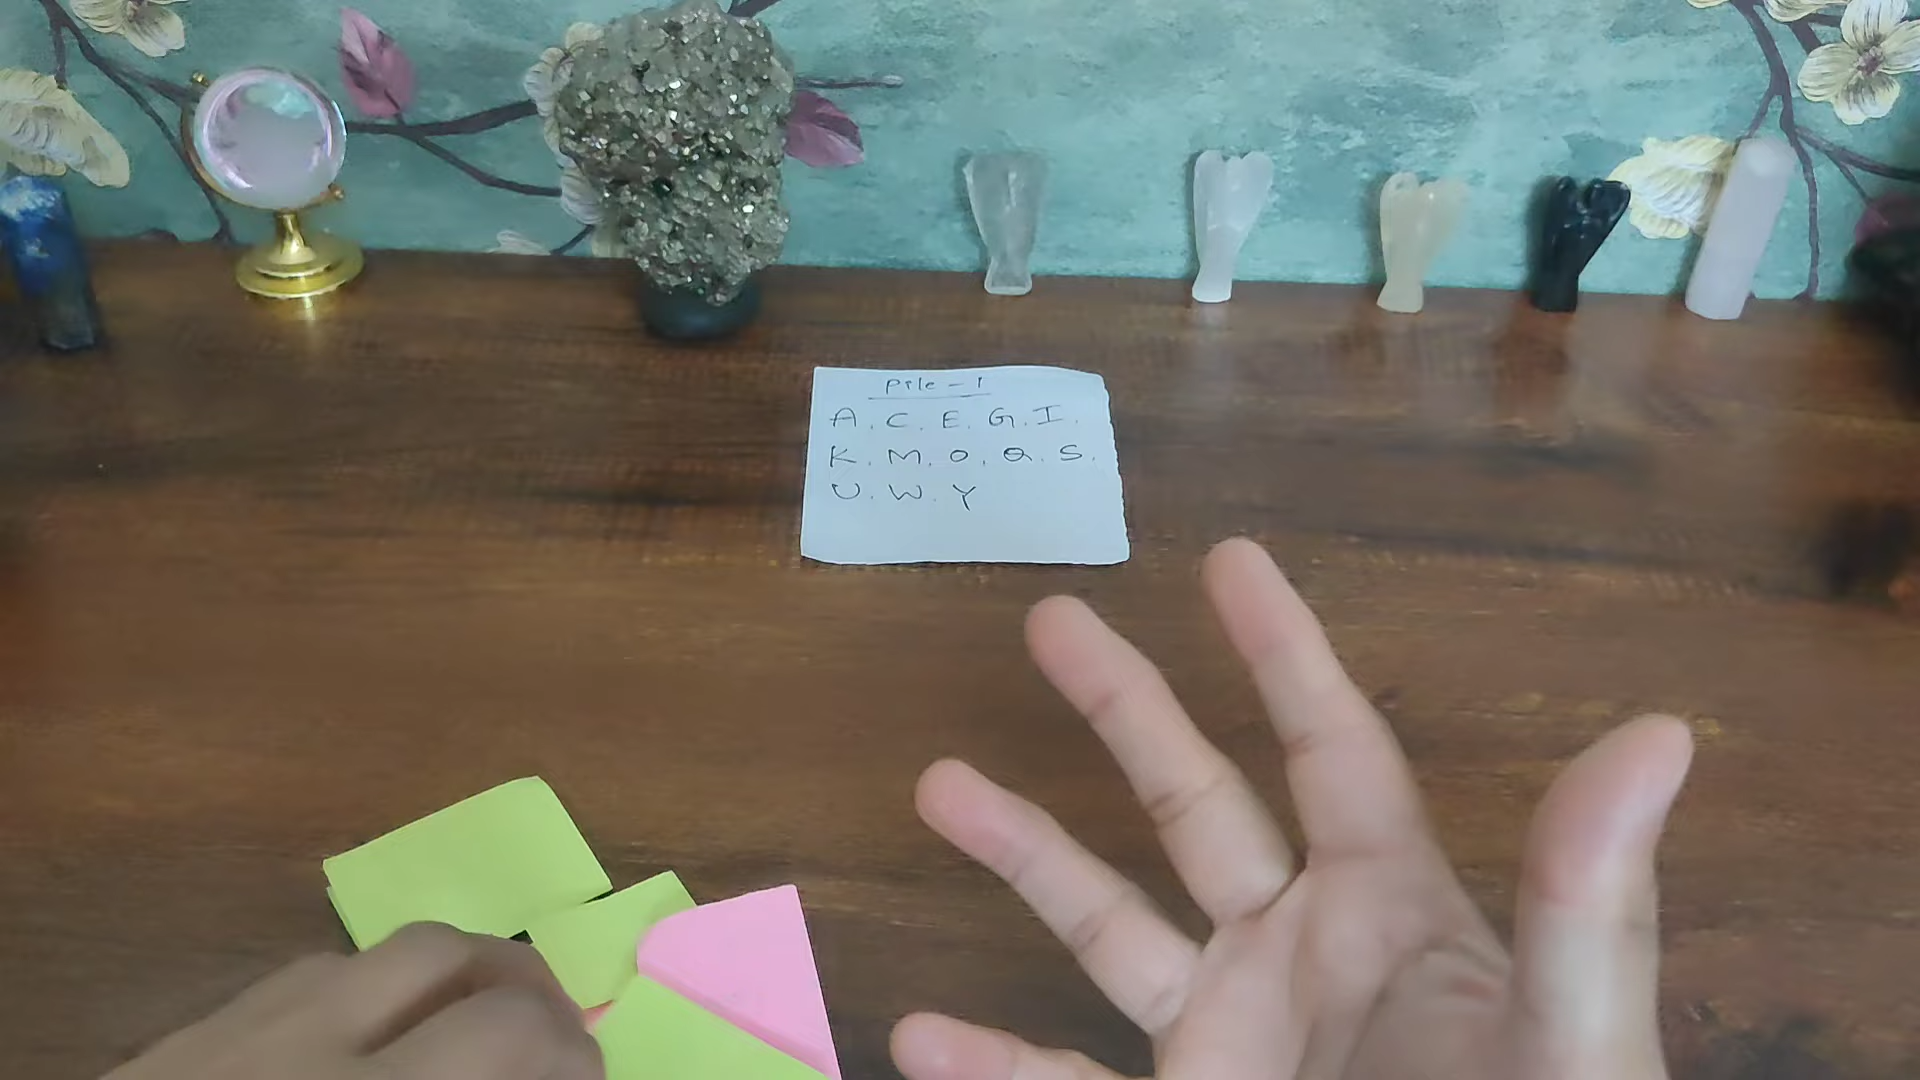 Pile - 1
A. C. E. G. I.
K. M. O. Q. S.
U. W. Y